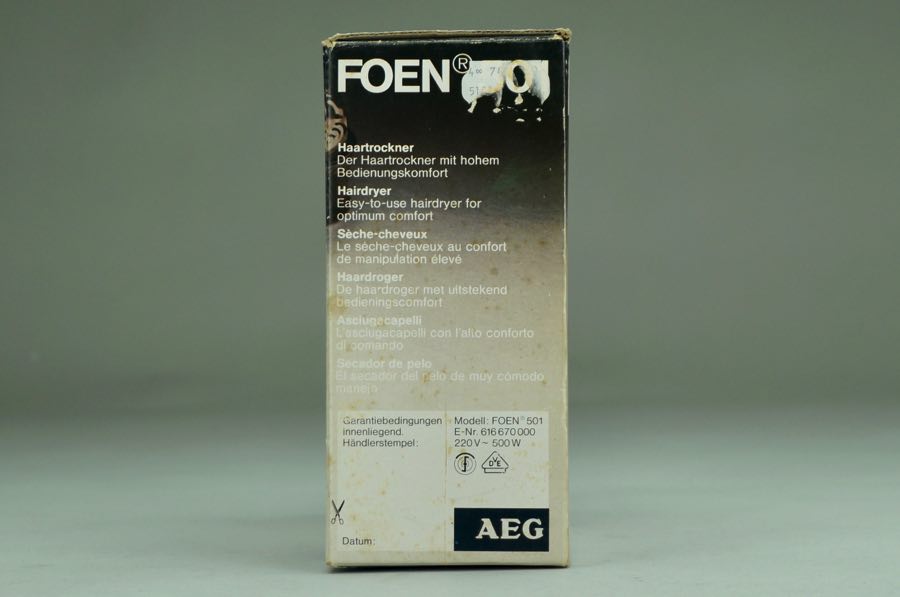 FOEN® 501
Haartrockner
Der Haartrockner mit hohem
Bedienungskomfort
Hairdryer
Easy-to-use hairdryer for
optimum comfort
Sèche-cheveux
Le sèche-cheveux au confort
de manipulation élevé
Haardroger
De haardroger met uitstekend
bedieningscomfort
Asciugacapelli
L'asciugacapelli con l'alto conforto
di comando
Secador de pelo
El secador del pelo de muy cómodo
manejo
Garantiebedingungen
innenliegend.
Händlerstempel:
Datum:
Modell: FOEN® 501
E-Nr. 616 670 000
220 V ~ 500 W
VDE
AEG